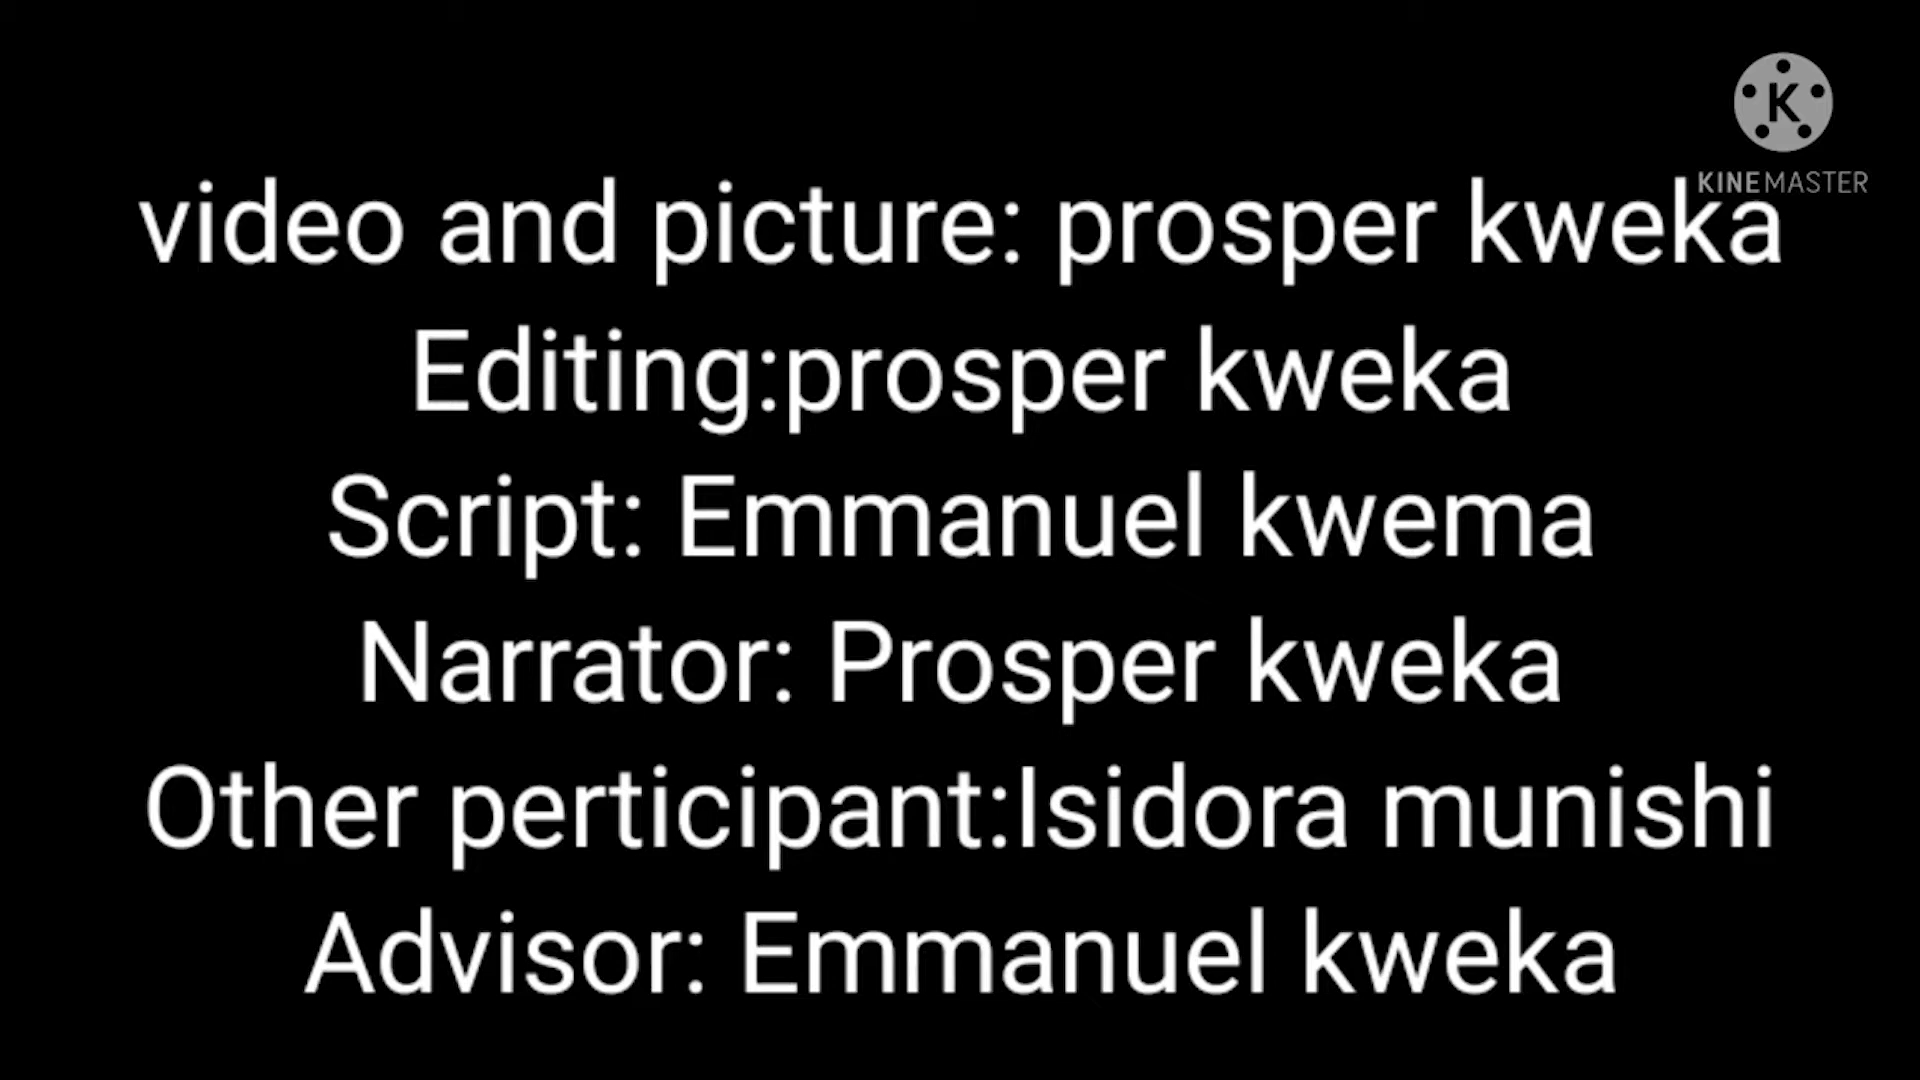 K
KINEMASTER
video and picture: prosper kweka
Editing:prosper kweka
Script: Emmanuel kwema
Narrator: Prosper kweka
Other perticipant:Isidora munishi
Advisor: Emmanuel kweka